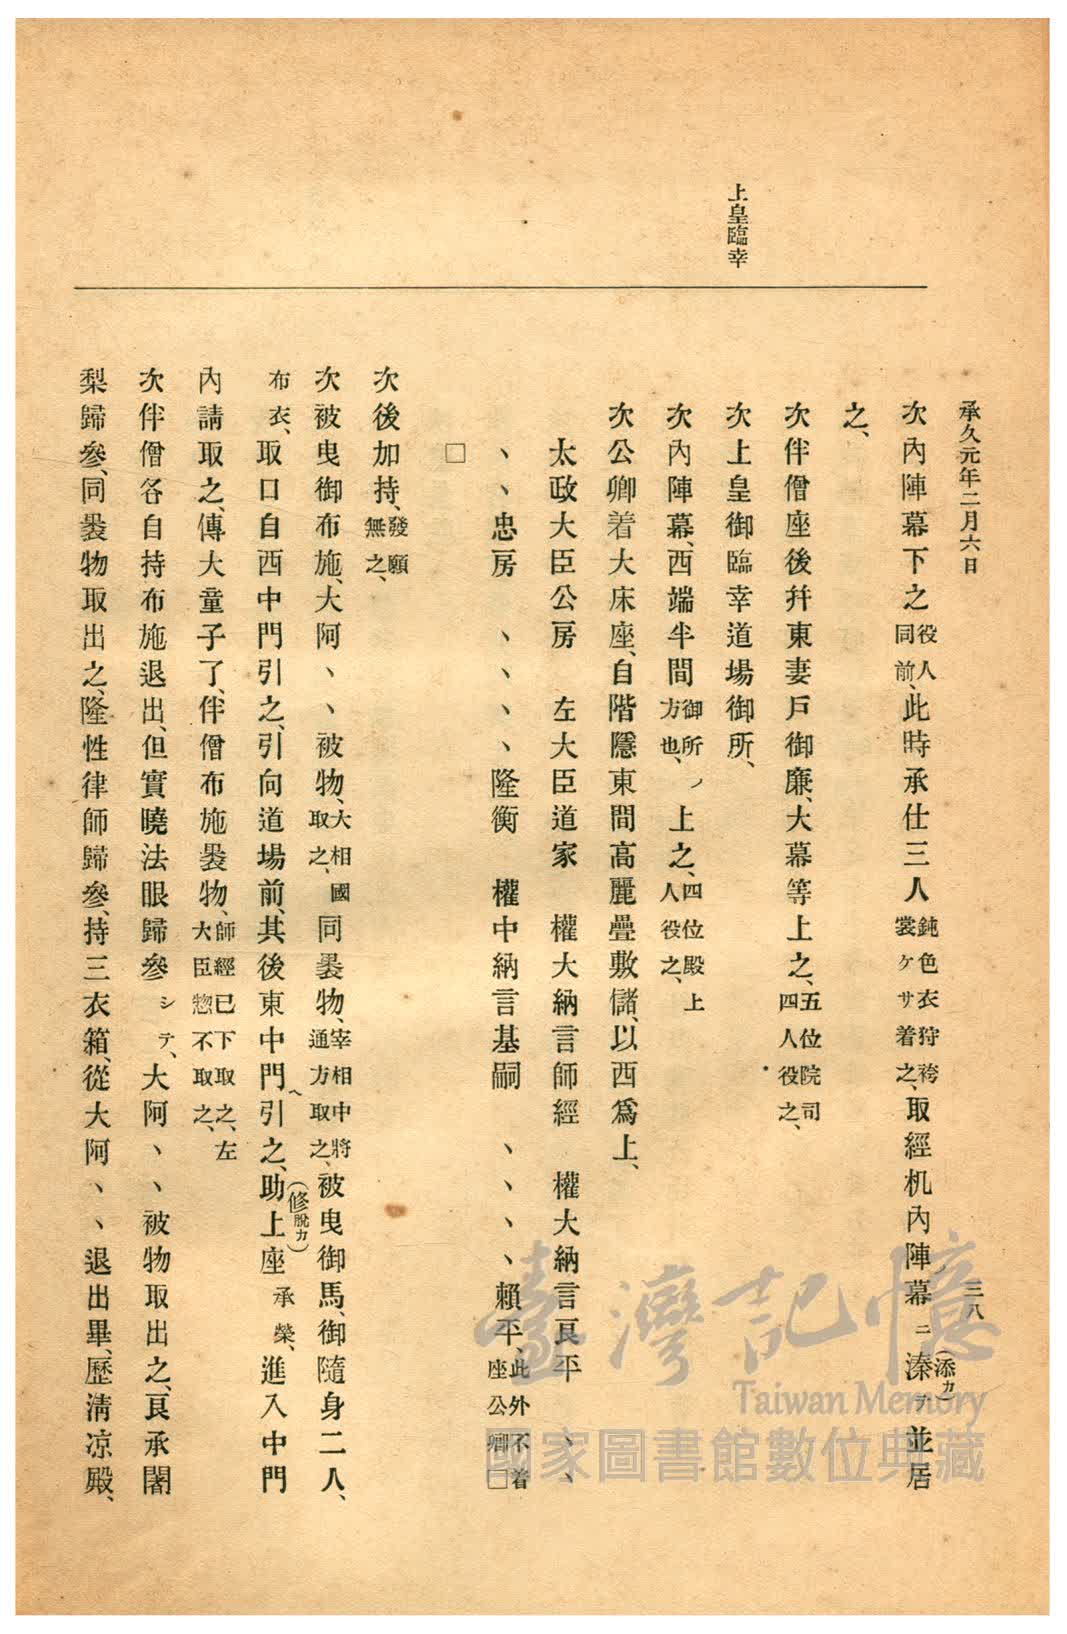 承久元年二月六日
三八
上皇臨幸
次內陣幕下之役人同前、此時承仕三人鈍色衣狩袴裳ケサ着之、取經机內陣幕ニ湊(添カ)テ並居
之、
次伴僧座後幷東妻戶御廉、大幕等上之、五位院司四人役之、
次上皇御臨幸道場御所、
次內陣幕、西端半間御所ノ方也、上之、四位殿上人役之、
次公卿着大床座、自階隱東間高麗疊敷儲、以西爲上、
太政大臣公房 左大臣道家 權大納言師經 權大納言良平 、、
、、忠房 、、、、隆衡 權中納言基嗣 、、、、賴平、此外不着座公卿□
□
次後加持、發願無之、
次被曳御布施、大阿、、被物、大相國取之、同裹物、宰相中將通方取之、被曳御馬、御隨身二人、
布衣、取口自西中門引之、引向道場前、其後東中門ヘ引之、助(修脫カ)上座承榮、進入中門
內請取之、傳大童子了、伴僧布施裹物、師經已下取之、左大臣惣不取之、
次伴僧各自持布施退出、但實曉法眼歸參シテ、大阿、、被物取出之、良承闍
梨歸參、同裹物取出之、隆性律師歸參、持三衣箱、從大阿、、退出畢、歷淸凉殿、
臺灣記憶
Taiwan Memory
國家圖書館數位典藏